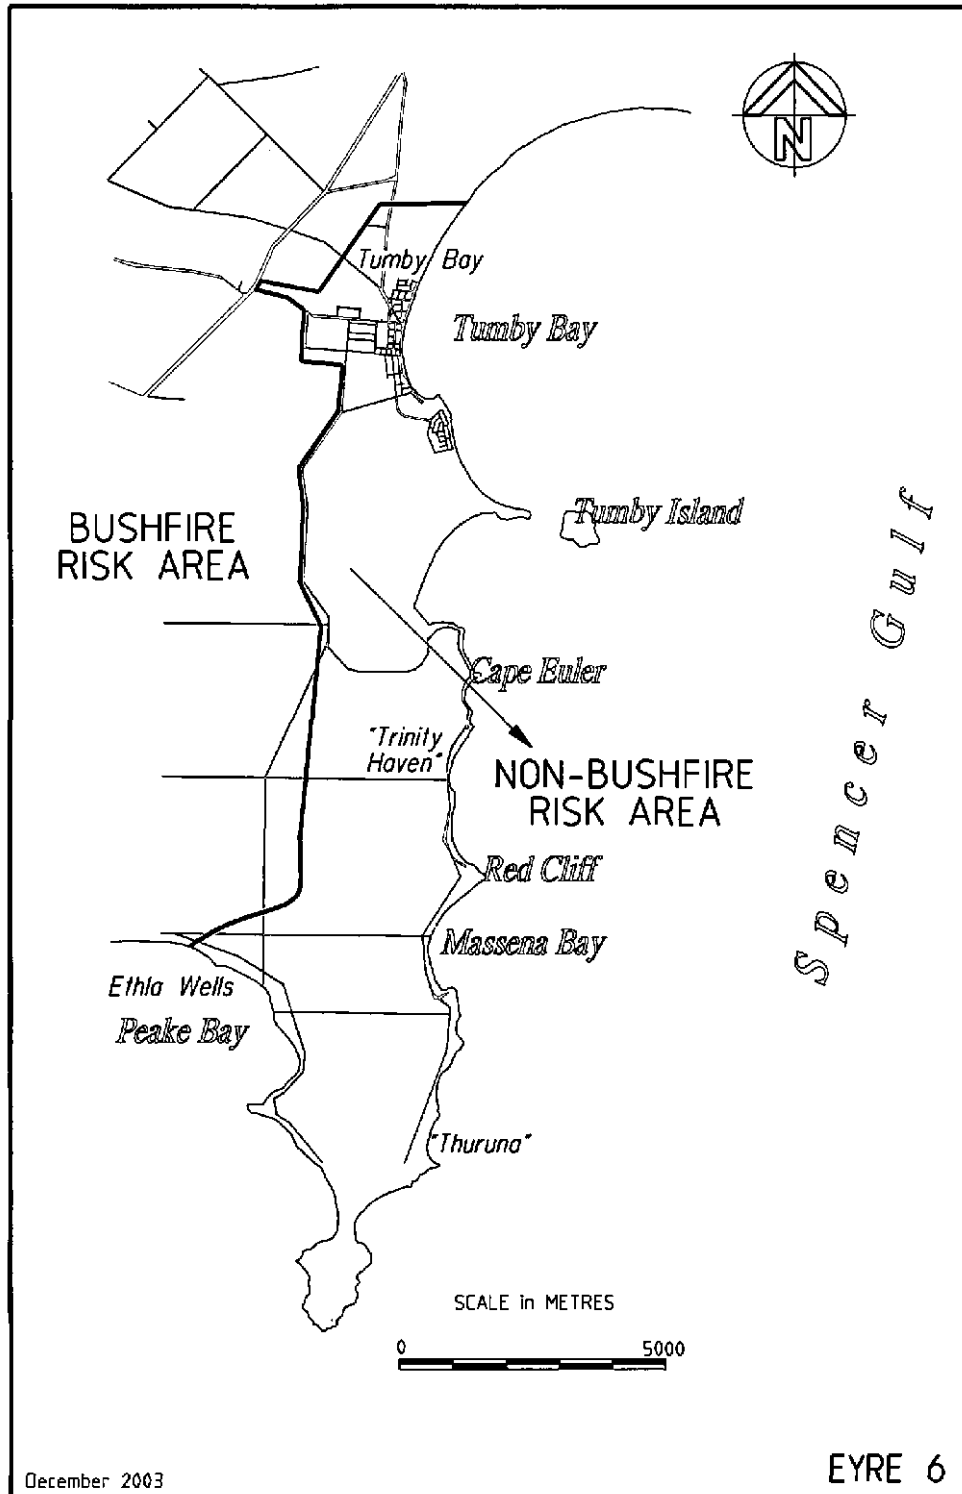 N
Tumby Bay
Tumby Bay
Tumby Island
BUSHFIRE
RISK AREA
Spencer Gulf
Cape Euler
"Trinity
Haven"
NON-BUSHFIRE
RISK AREA
Red Cliff
Massena Bay
Ethla Wells
Peake Bay
"Thuruna"
SCALE in METRES
0 5000
December 2003
EYRE 6